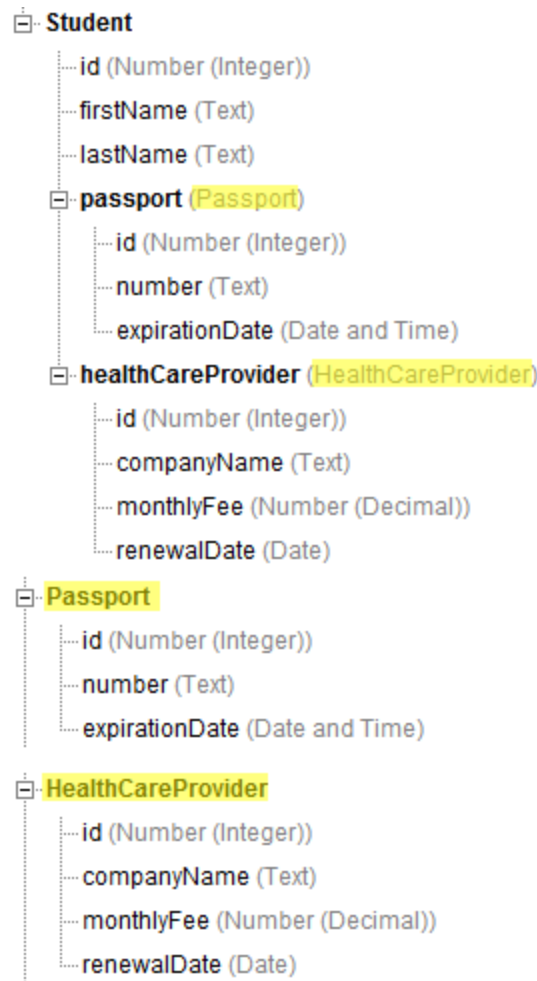 Student
id (Number (Integer))
firstName (Text)
lastName (Text)
passport (Passport)
id (Number (Integer))
number (Text)
expirationDate (Date and Time)
healthCareProvider (HealthCareProvider)
id (Number (Integer))
companyName (Text)
monthlyFee (Number (Decimal))
renewalDate (Date)
Passport
id (Number (Integer))
number (Text)
expirationDate (Date and Time)
HealthCareProvider
id (Number (Integer))
companyName (Text)
monthlyFee (Number (Decimal))
renewalDate (Date)